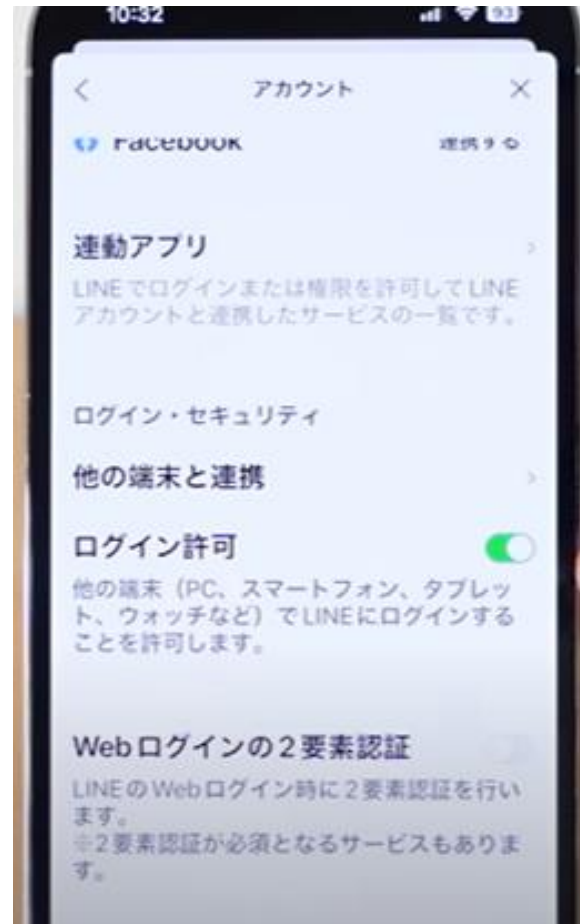 10:32
93
アカウント
Facebook
連携する
連動アプリ
LINEでログインまたは権限を許可してLINE
アカウントと連携したサービスの一覧です。
ログイン・セキュリティ
他の端末と連携
ログイン許可
他の端末（PC、スマートフォン、タブレッ
ト、ウォッチなど）でLINEにログインする
ことを許可します。
Webログインの2要素認証
LINEのWebログイン時に2要素認証を行い
ます。
※2要素認証が必須となるサービスもありま
す。